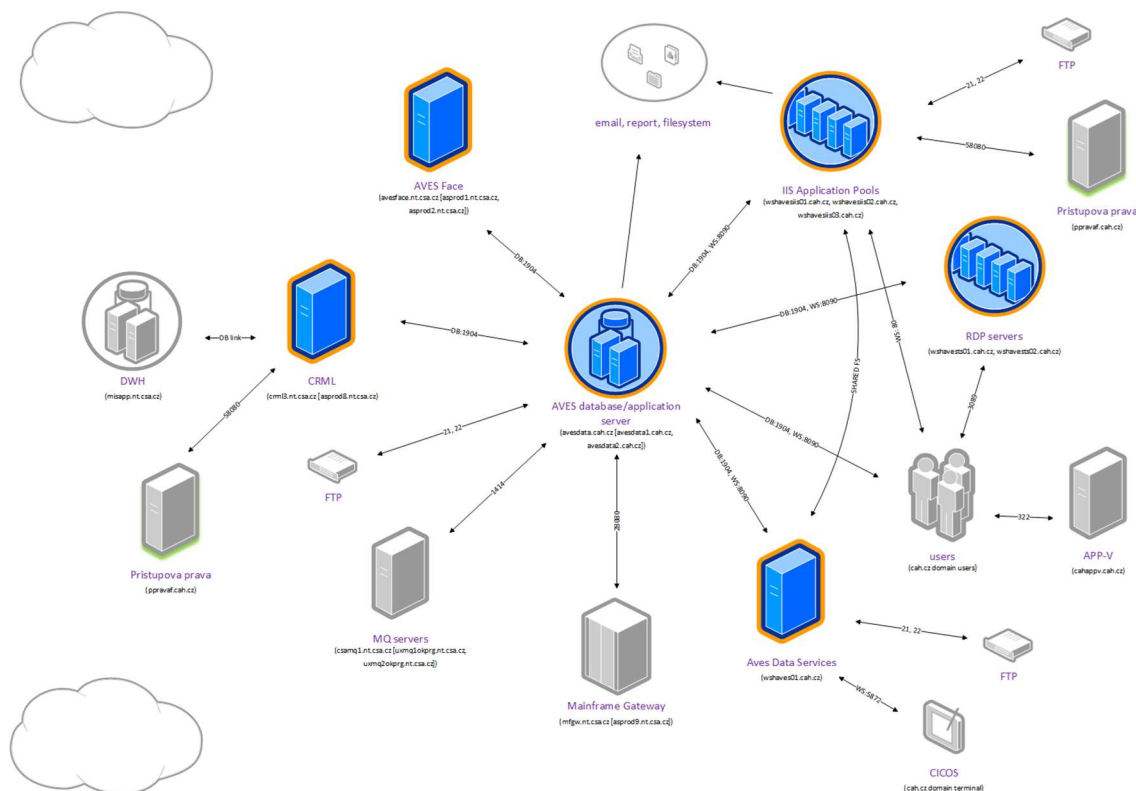 FTP
21, 22
email, report, filesystem
58080
AVES Face
(avesface.nt.csa.cz [asprod1.nt.csa.cz,
asprod2.nt.csa.cz])
IIS Application Pools
(wshavesiis01.cah.cz, wshavesiis02.cah.cz,
wshavesiis03.cah.cz)
Pristupova prava
(ppravaf.cah.cz)
DB:1904
DB:1904, WS:8090
DB:1904, WS:8090
RDP servers
(wshavests01.cah.cz, wshavests02.cah.cz)
WS: 80
DB link
DB:1904
DWH
(misapp.nt.csa.cz)
CRML
(crml3.nt.csa.cz [asprod8.nt.csa.cz])
SHARED FS
AVES database/application
server
(avesdata.cah.cz [avesdata1.cah.cz,
avesdata2.cah.cz])
58080
3089
21, 22
DB:1904, WS:8090
DB:1904, WS:8090
FTP
1414
28080
322
Pristupova prava
(ppravaf.cah.cz)
users
(cah.cz domain users)
APP-V
(cahappv.cah.cz)
MQ servers
(csamq1.nt.csa.cz [uxmq1okprg.nt.csa.cz,
uxmq2okprg.nt.csa.cz])
21, 22
Aves Data Services
(wshaves01.cah.cz)
FTP
WS:5872
Mainframe Gateway
(mfgw.nt.csa.cz [asprod9.nt.csa.cz])
CICOS
(cah.cz domain terminal)